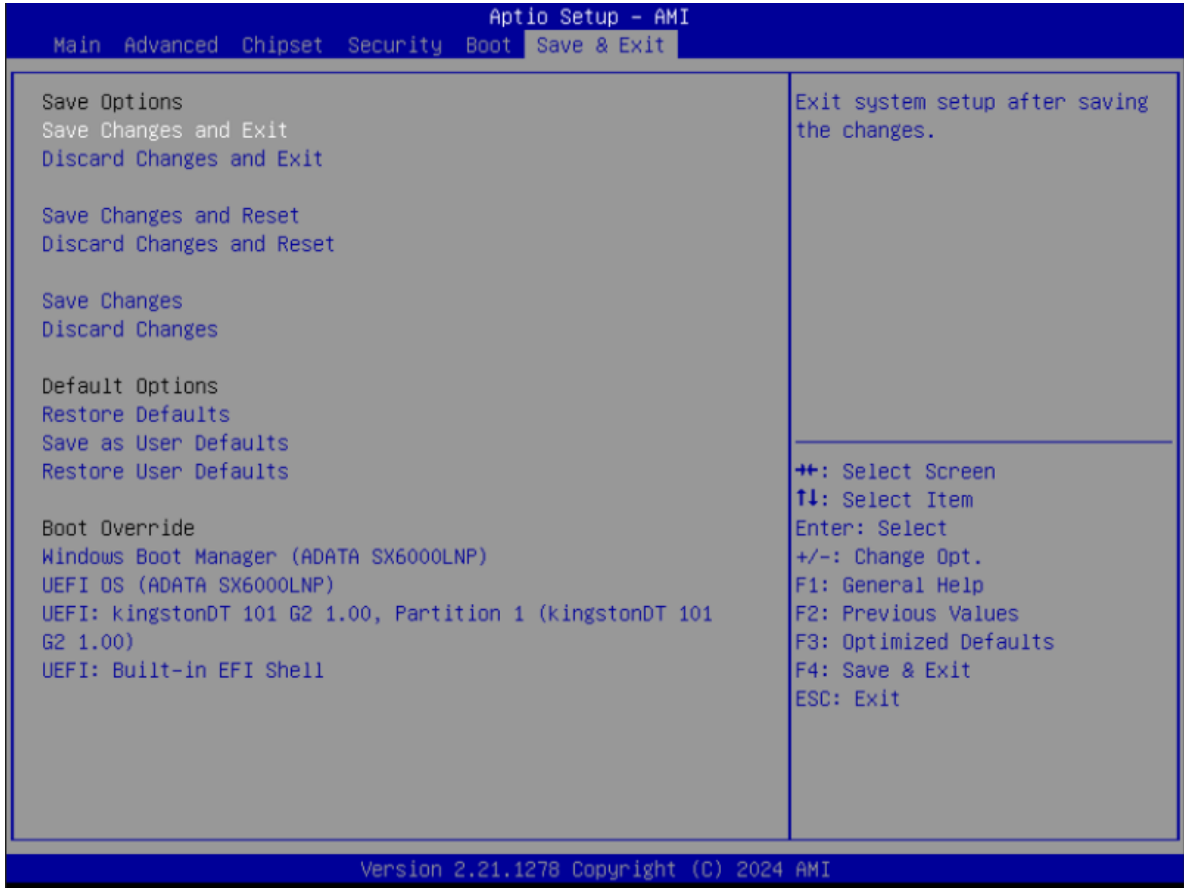 Aptio Setup – AMI
Main Advanced Chipset Security Boot Save & Exit
Save Options
Save Changes and Exit
Discard Changes and Exit
Save Changes and Reset
Discard Changes and Reset
Save Changes
Discard Changes
Default Options
Restore Defaults
Save as User Defaults
Restore User Defaults
Boot Override
Windows Boot Manager (ADATA SX6000LNP)
UEFI OS (ADATA SX6000LNP)
UEFI: kingstonDT 101 G2 1.00, Partition 1 (kingstonDT 101
G2 1.00)
UEFI: Built-in EFI Shell
Exit system setup after saving
the changes.
→←: Select Screen
↑↓: Select Item
Enter: Select
+/-: Change Opt.
F1: General Help
F2: Previous Values
F3: Optimized Defaults
F4: Save & Exit
ESC: Exit
Version 2.21.1278 Copyright (C) 2024 AMI